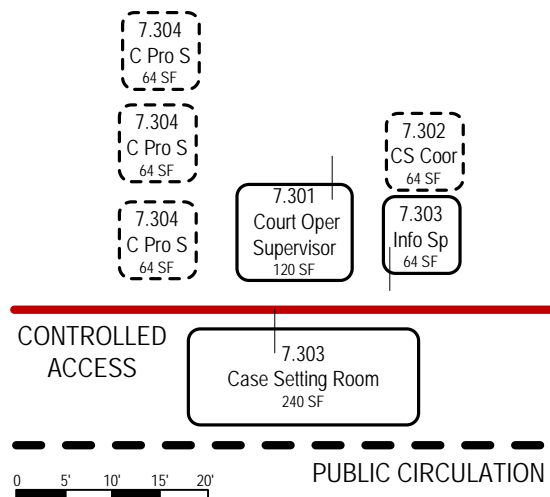 7.304
C Pro S
64 SF
7.304
C Pro S
64 SF
7.302
CS Coor
64 SF
7.304
C Pro S
64 SF
7.301
Court Oper
Supervisor
120 SF
7.303
Info Sp
64 SF
CONTROLLED
ACCESS
7.303
Case Setting Room
240 SF
PUBLIC CIRCULATION
0 5' 10' 15' 20'